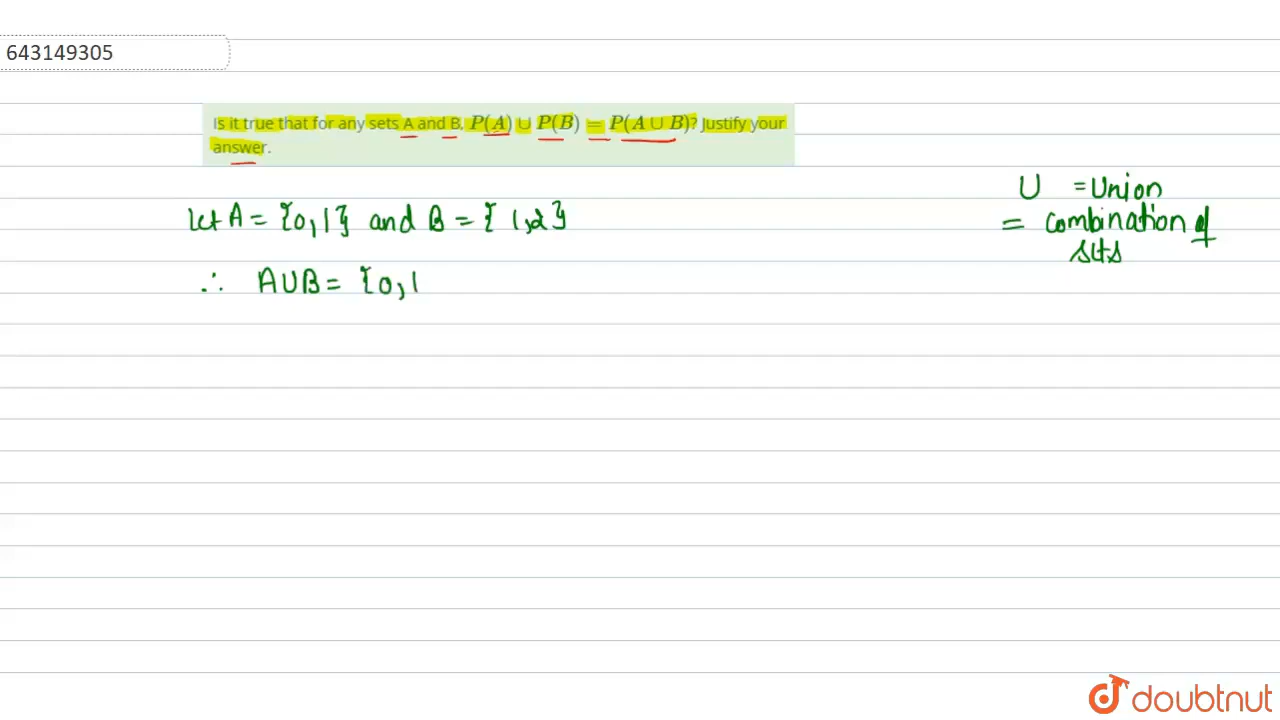 643149305
Is it true that for any sets A and B, P(A) ∪ P(B) = P(A ∪ B)? Justify your
answer.
U = Union
= combination of
sets
let A = {0,1} and B = {1,2}
∴ AUB = {0,1
doubtnut